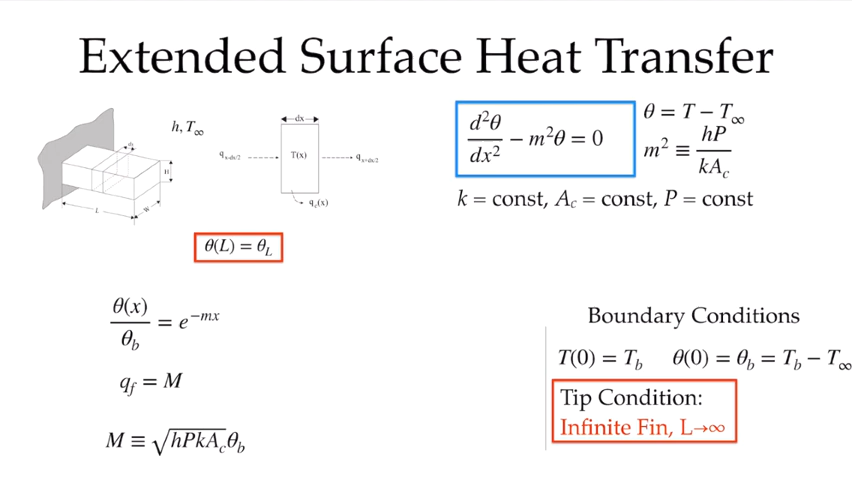 Extended Surface Heat Transfer
h, T∞
dx
q_{x-dx/2}
T(x)
q_{x+dx/2}
q_c(x)
dx
H
L
W
d²θ/dx² − m²θ = 0
θ = T − T∞
m² ≡ hP/kA_c
k = const, A_c = const, P = const
θ(L) = θ_L
θ(x)/θ_b = e^{−mx}
q_f = M
M ≡ √(hPkA_c)θ_b
Boundary Conditions
T(0) = T_b θ(0) = θ_b = T_b − T∞
Tip Condition:
Infinite Fin, L→∞